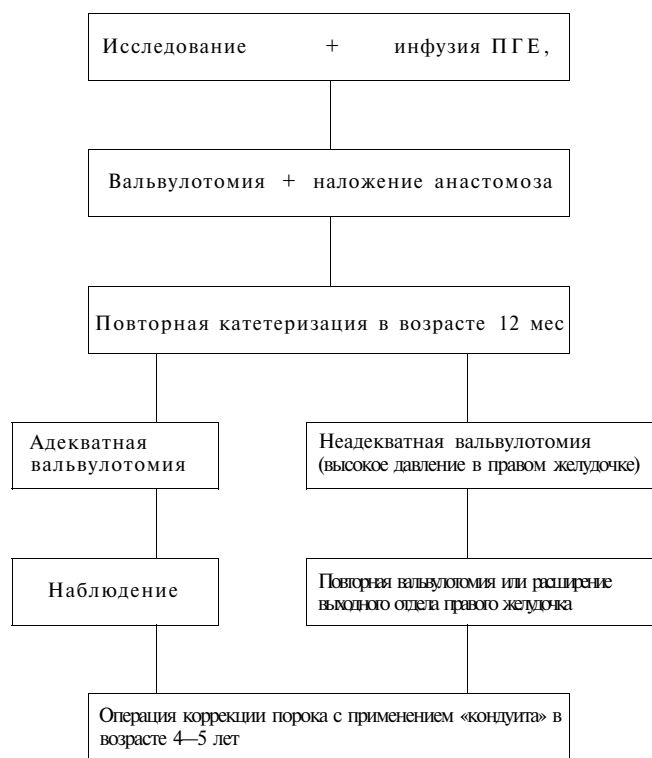 Исследование + инфузия ПГЕ,
Вальвулотомия + наложение анастомоза
Повторная катетеризация в возрасте 12 мес
Адекватная
вальвулотомия
Неадекватная вальвулотомия
(высокое давление в правом желудочке)
Наблюдение
Повторная вальвулотомия или расширение
выходного отдела правого желудочка
Операция коррекции порока с применением «кондуита» в
возрасте 4—5 лет